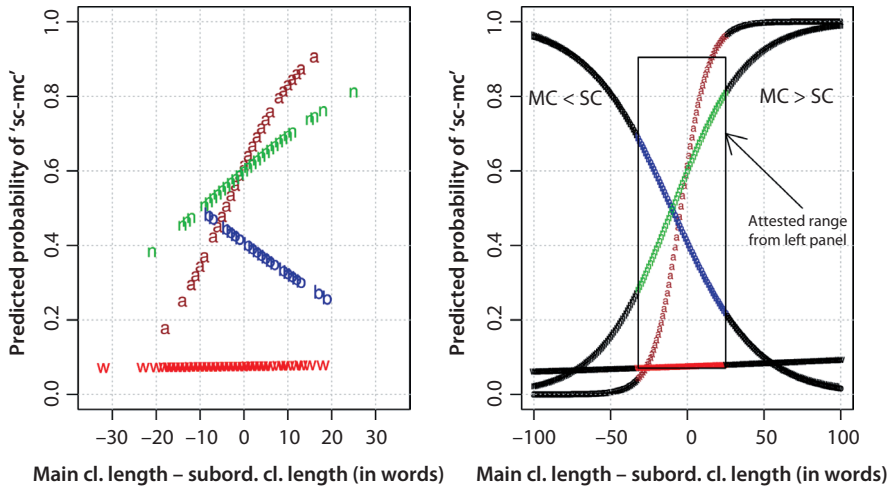 Predicted probability of ‘sc-mc’
1.0
0.8
0.6
0.4
0.2
0.0
a
n
b
w
−30
−20
−10
0
10
20
30
Main cl. length – subord. cl. length (in words)
Predicted probability of ‘sc-mc’
1.0
0.8
0.6
0.4
0.2
0.0
MC < SC
MC > SC
Attested range
from left panel
−100
−50
0
50
100
Main cl. length – subord. cl. length (in words)